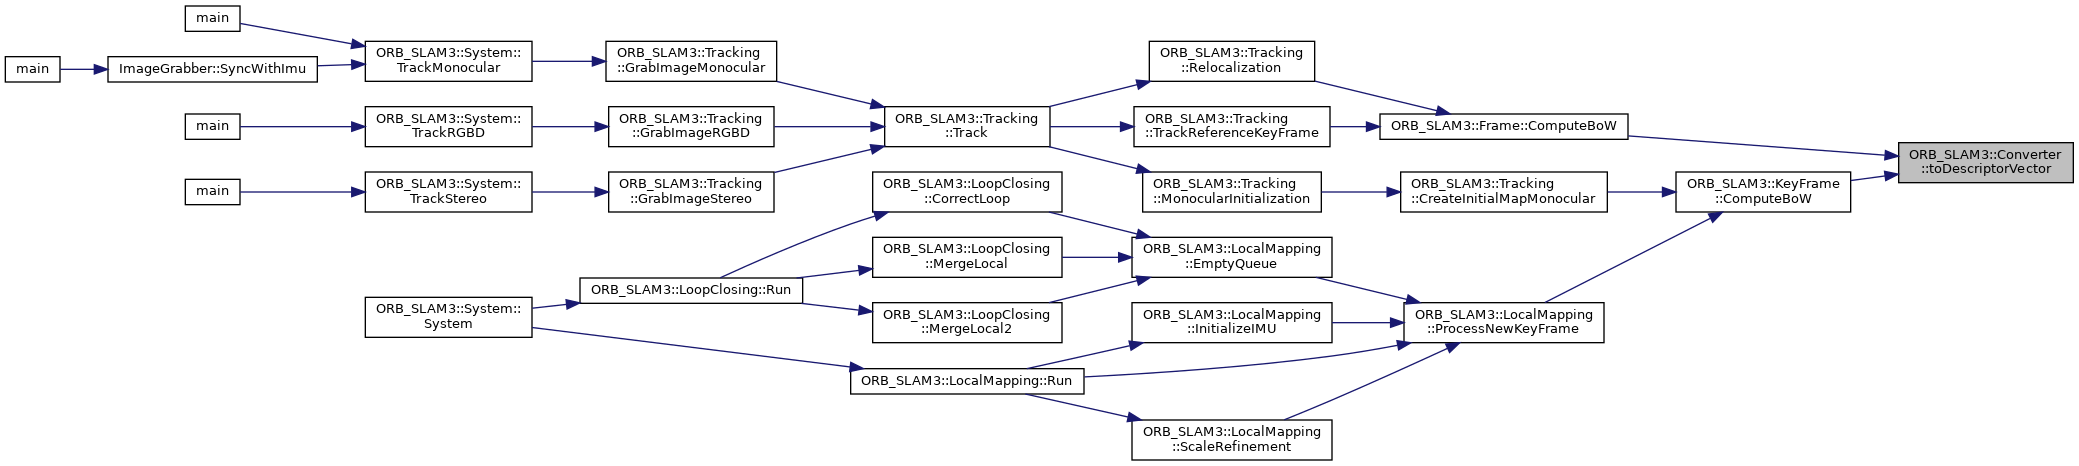 main
main
ImageGrabber::SyncWithImu
ORB_SLAM3::System::
TrackMonocular
ORB_SLAM3::Tracking
::GrabImageMonocular
main
ORB_SLAM3::System::
TrackRGBD
ORB_SLAM3::Tracking
::GrabImageRGBD
main
ORB_SLAM3::System::
TrackStereo
ORB_SLAM3::Tracking
::GrabImageStereo
ORB_SLAM3::Tracking
::Track
ORB_SLAM3::Tracking
::Relocalization
ORB_SLAM3::Tracking
::TrackReferenceKeyFrame
ORB_SLAM3::Tracking
::MonocularInitialization
ORB_SLAM3::Frame::ComputeBoW
ORB_SLAM3::Tracking
::CreateInitialMapMonocular
ORB_SLAM3::KeyFrame
::ComputeBoW
ORB_SLAM3::Converter
::toDescriptorVector
ORB_SLAM3::System::
System
ORB_SLAM3::LoopClosing::Run
ORB_SLAM3::LoopClosing
::CorrectLoop
ORB_SLAM3::LoopClosing
::MergeLocal
ORB_SLAM3::LoopClosing
::MergeLocal2
ORB_SLAM3::LocalMapping::Run
ORB_SLAM3::LocalMapping
::EmptyQueue
ORB_SLAM3::LocalMapping
::InitializeIMU
ORB_SLAM3::LocalMapping
::ScaleRefinement
ORB_SLAM3::LocalMapping
::ProcessNewKeyFrame